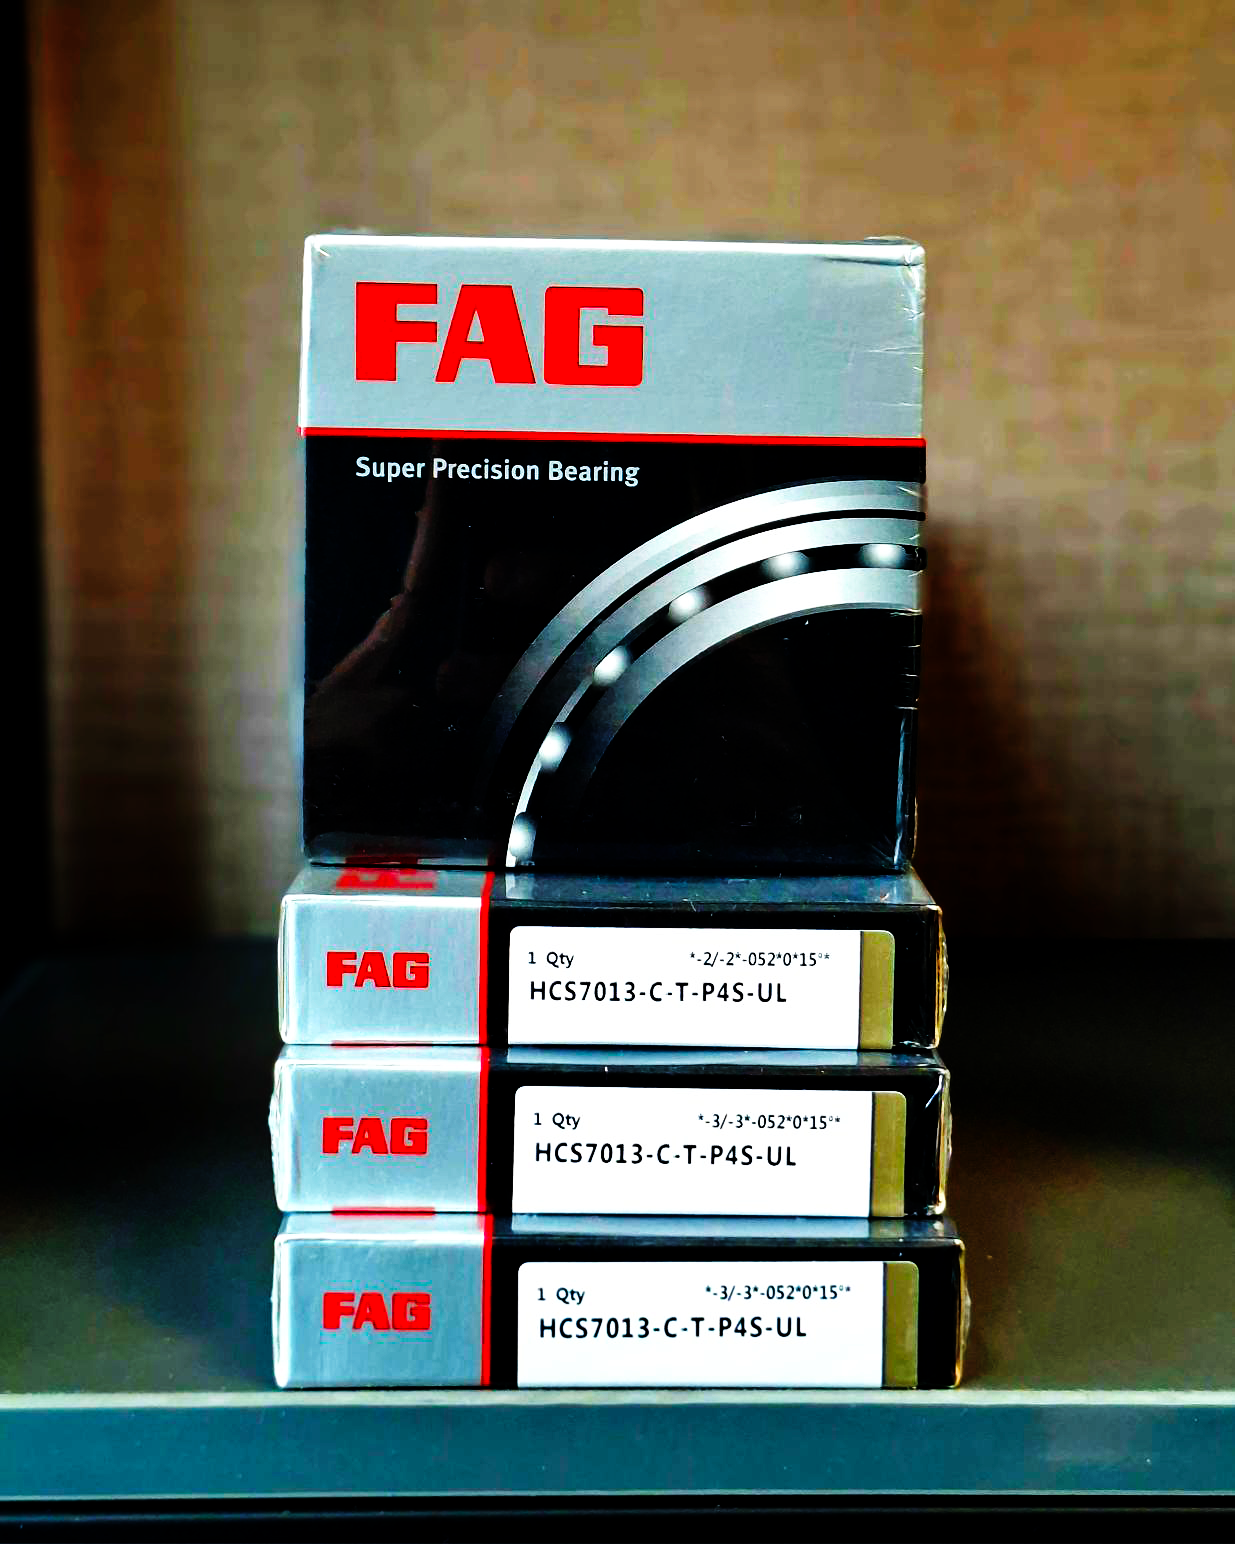 FAG
Super Precision Bearing
FAG
1 Qty *-2/-2*-052*0*15°*
HCS7013-C-T-P4S-UL
FAG
1 Qty *-3/-3*-052*0*15°*
HCS7013-C-T-P4S-UL
FAG
1 Qty *-3/-3*-052*0*15°*
HCS7013-C-T-P4S-UL